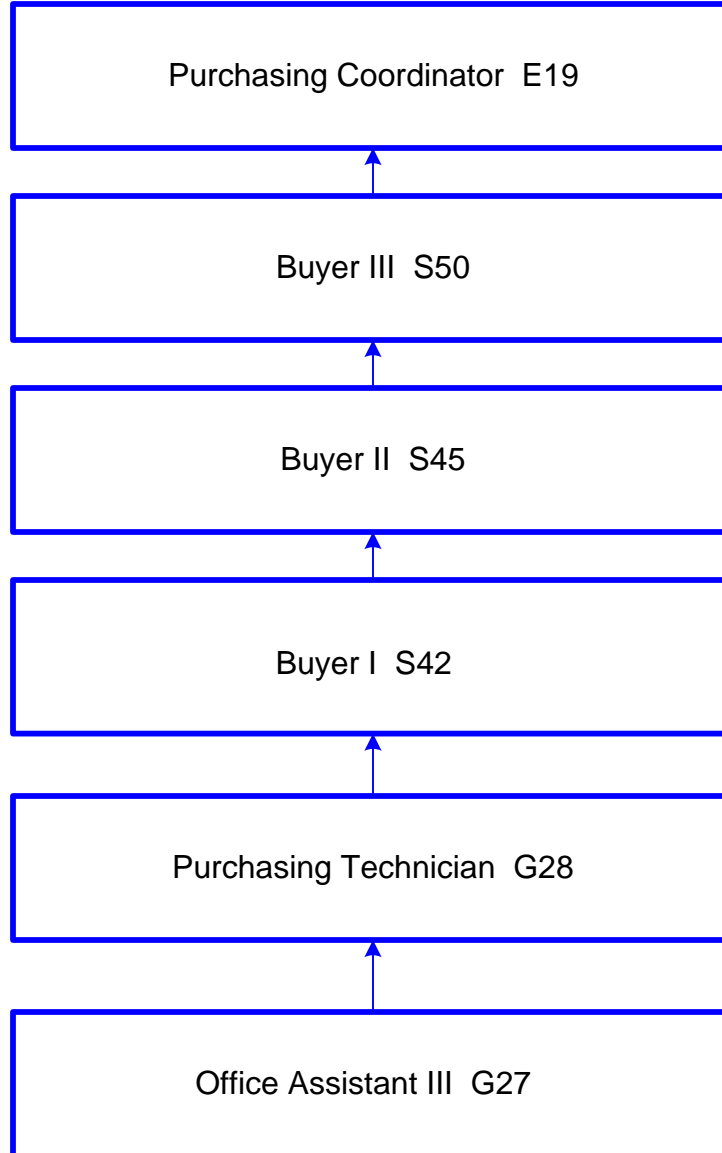 Purchasing Coordinator  E19
Buyer III  S50
Buyer II  S45
Buyer I  S42
Purchasing Technician  G28
Office Assistant III  G27